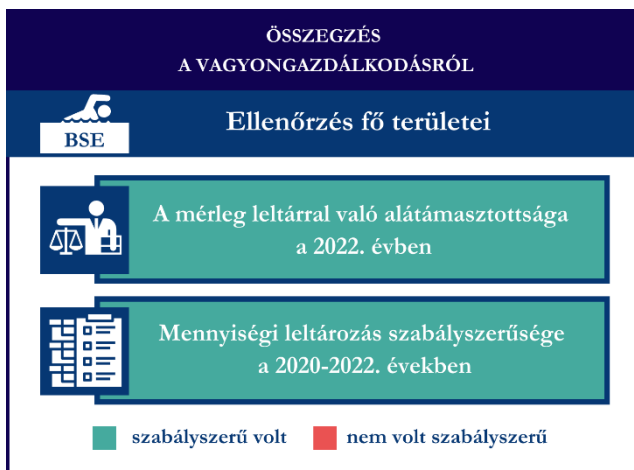 ÖSSZEGZÉS
A VAGYONGAZDÁLKODÁSRÓL
BSE
Ellenőrzés fő területei
A mérleg leltárral való alátámasztottsága
a 2022. évben
Mennyiségi leltározás szabályszerűsége
a 2020-2022. években
szabályszerű volt
nem volt szabályszerű